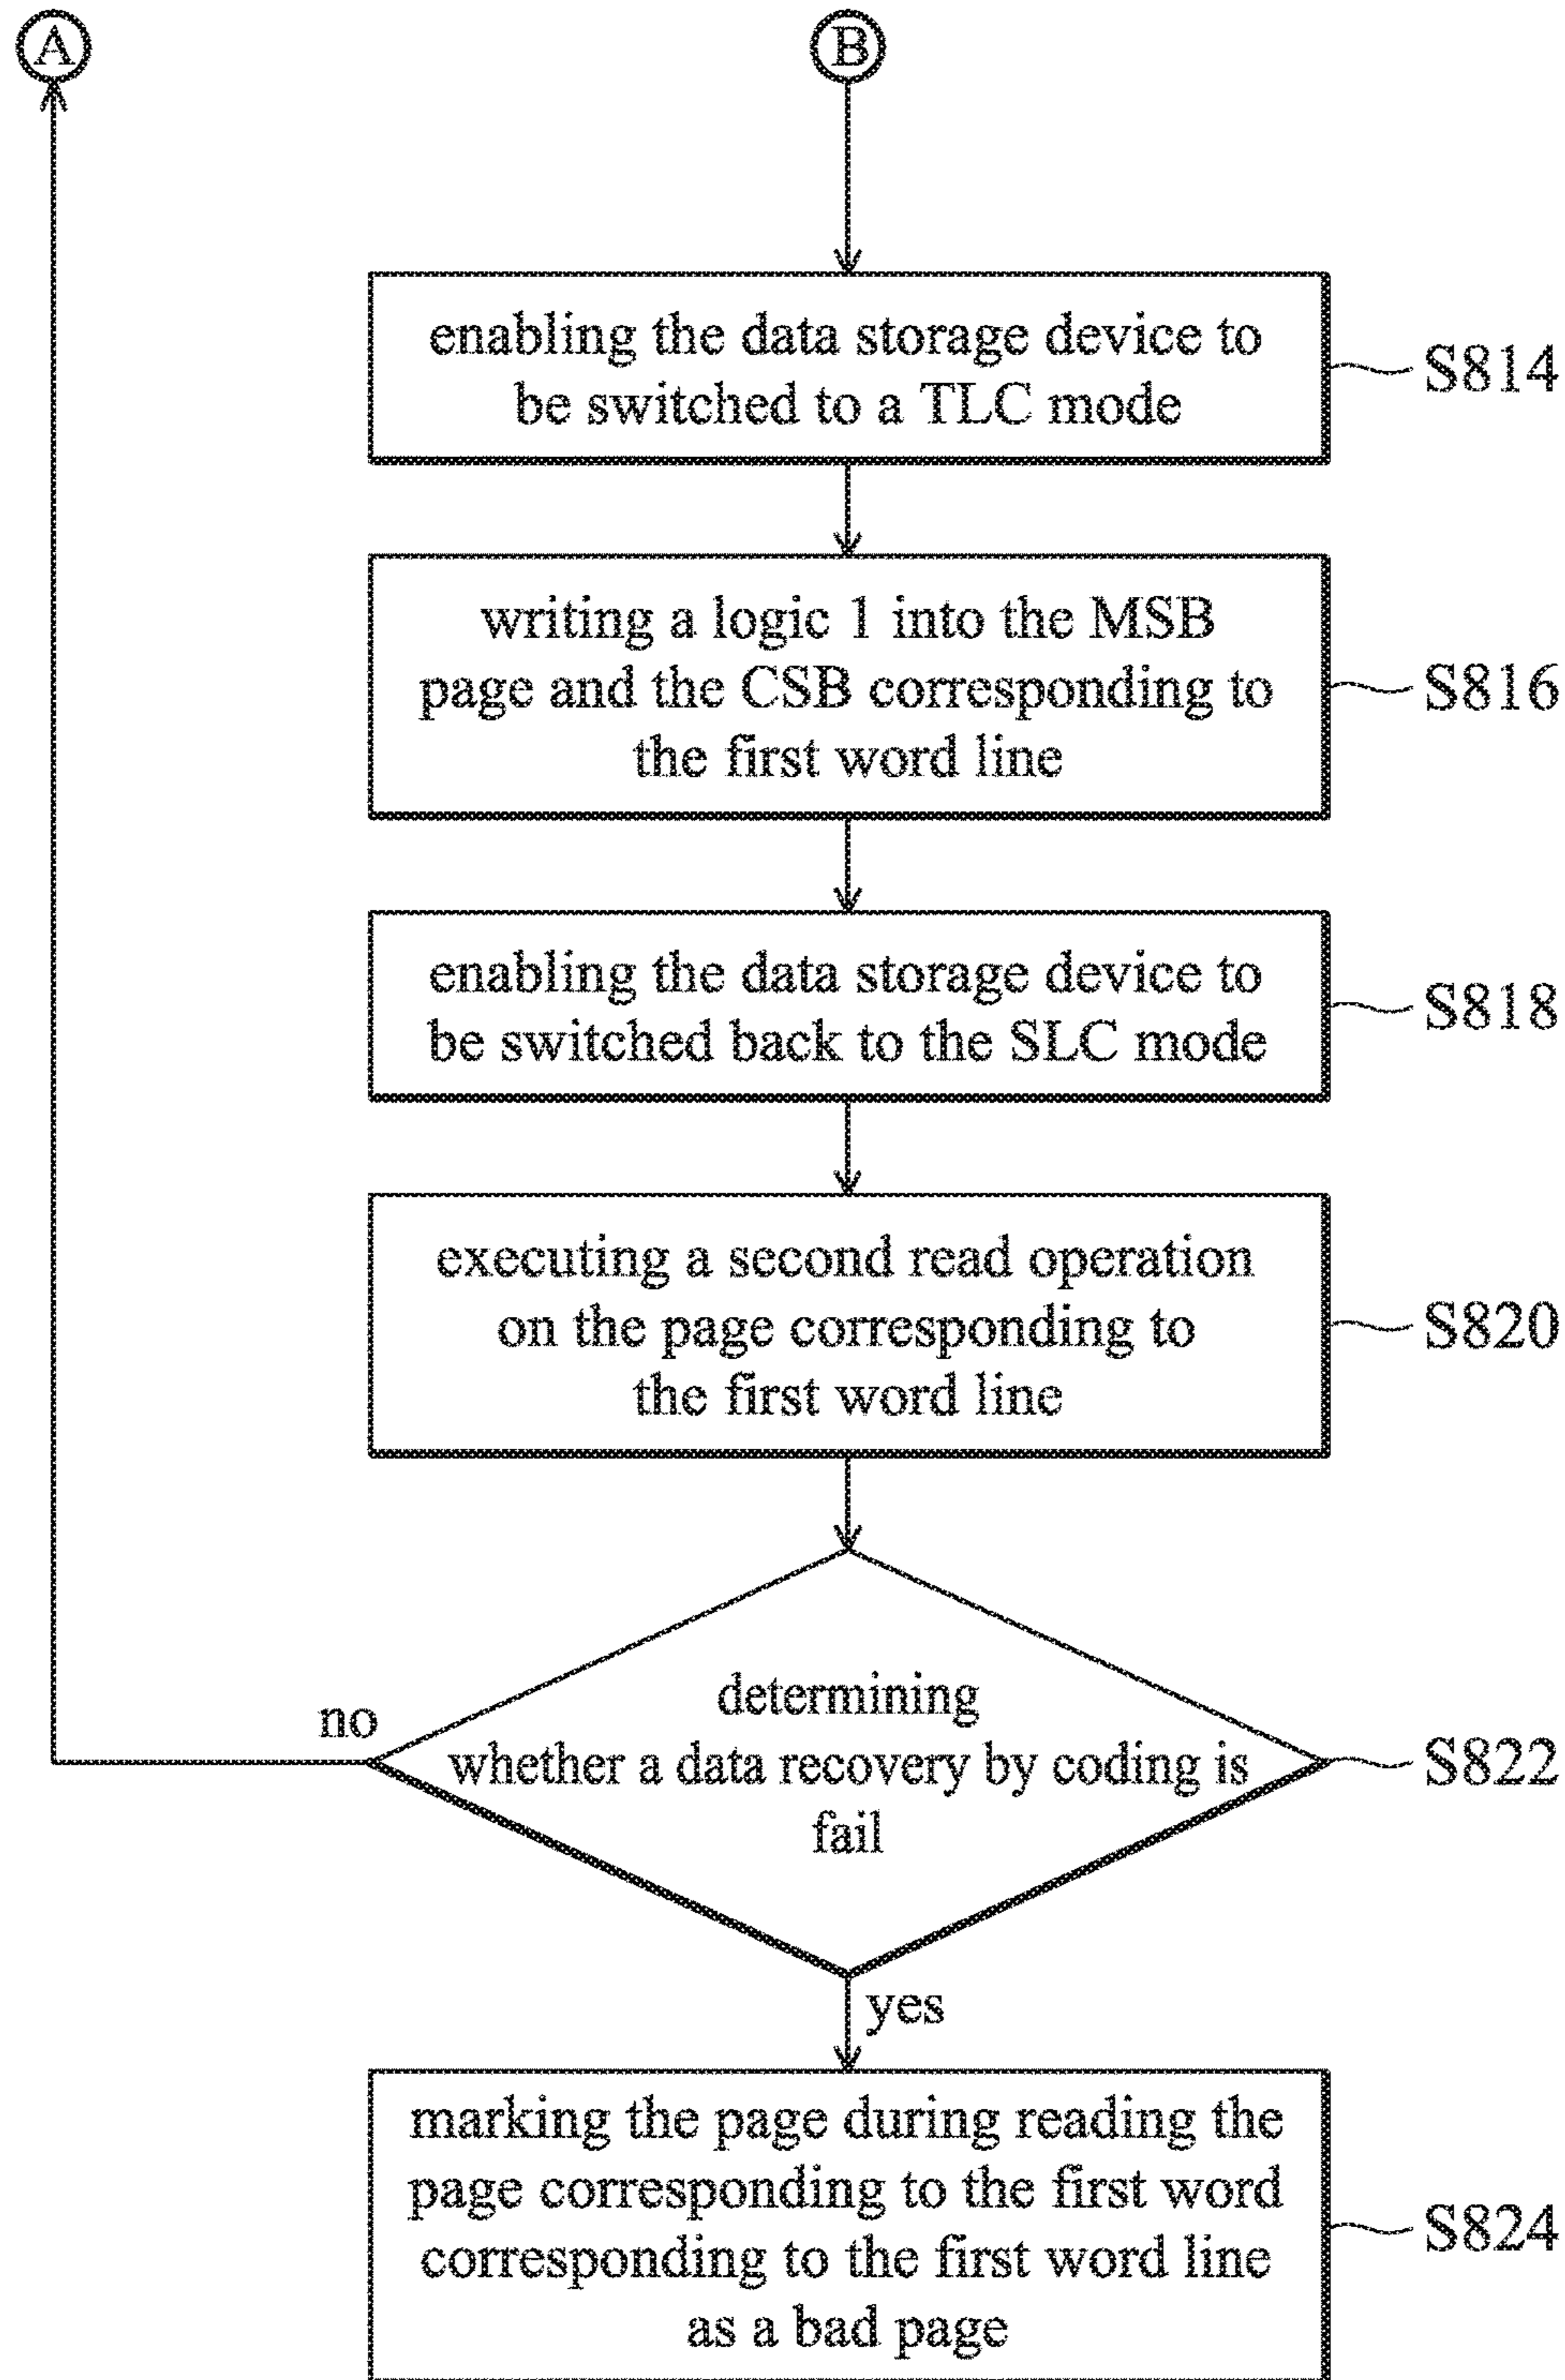 A
B
enabling the data storage device to
be switched to a TLC mode
S814
writing a logic 1 into the MSB
page and the CSB corresponding to
the first word line
S816
enabling the data storage device to
be switched back to the SLC mode
S818
executing a second read operation
on the page corresponding to
the first word line
S820
determining
whether a data recovery by coding is
fail
S822
no
yes
marking the page during reading the
page corresponding to the first word
corresponding to the first word line
as a bad page
S824